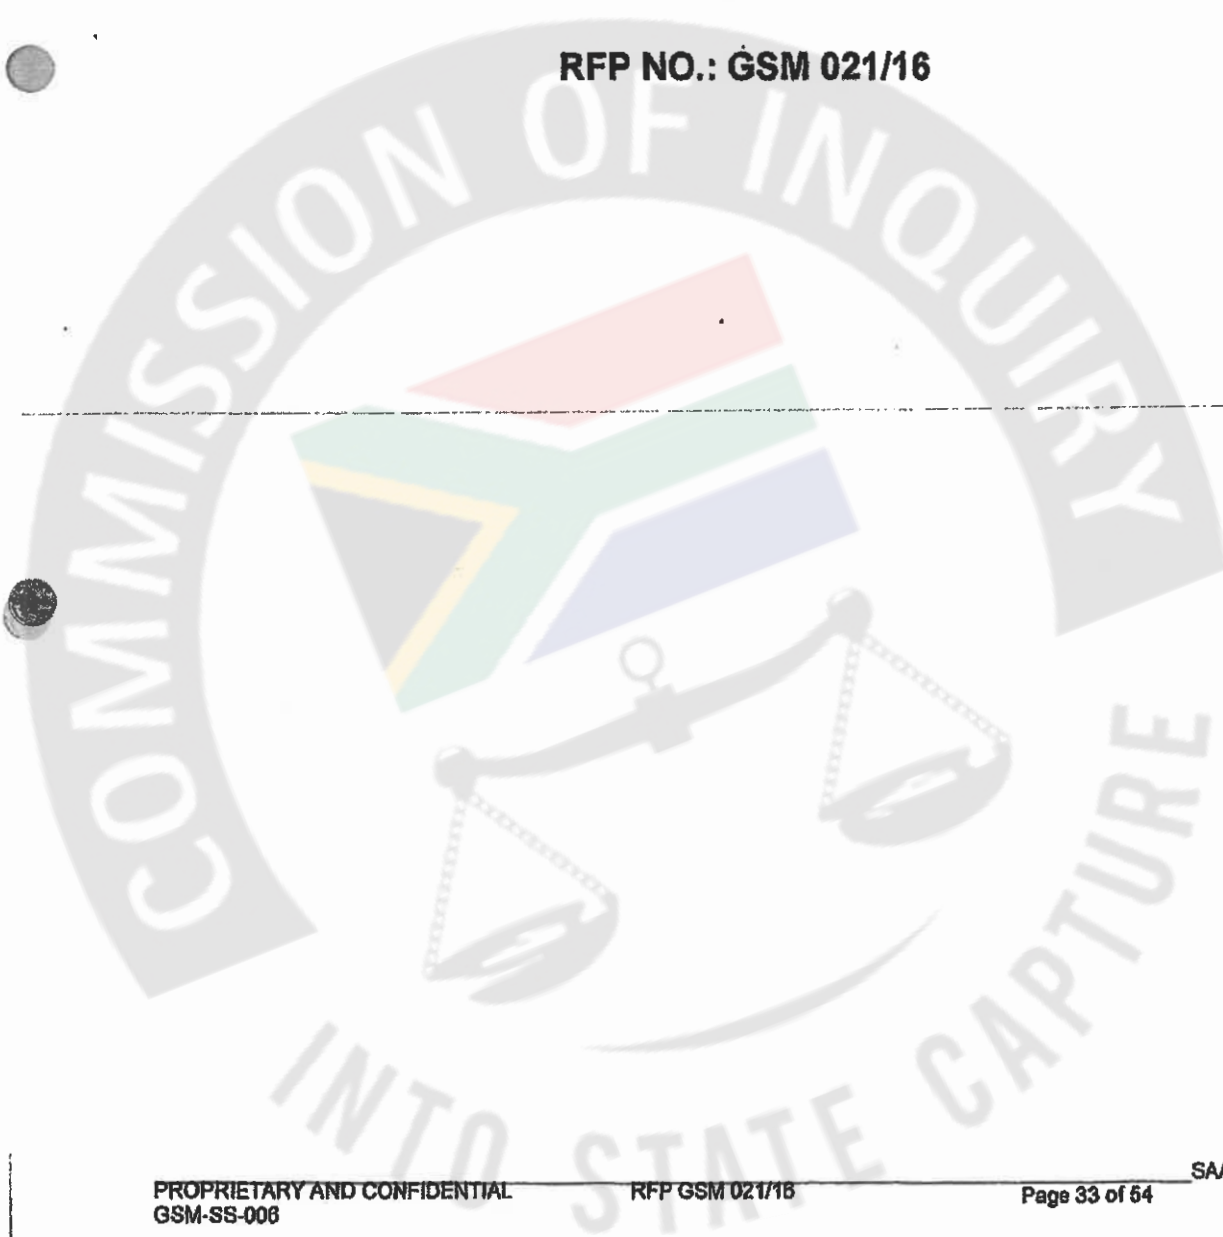 RFP NO.: GSM 021/16
COMMISSION OF INQUIRY
INTO STATE CAPTURE
SAA
PROPRIETARY AND CONFIDENTIAL RFP GSM 021/16 Page 33 of 54
GSM-SS-006